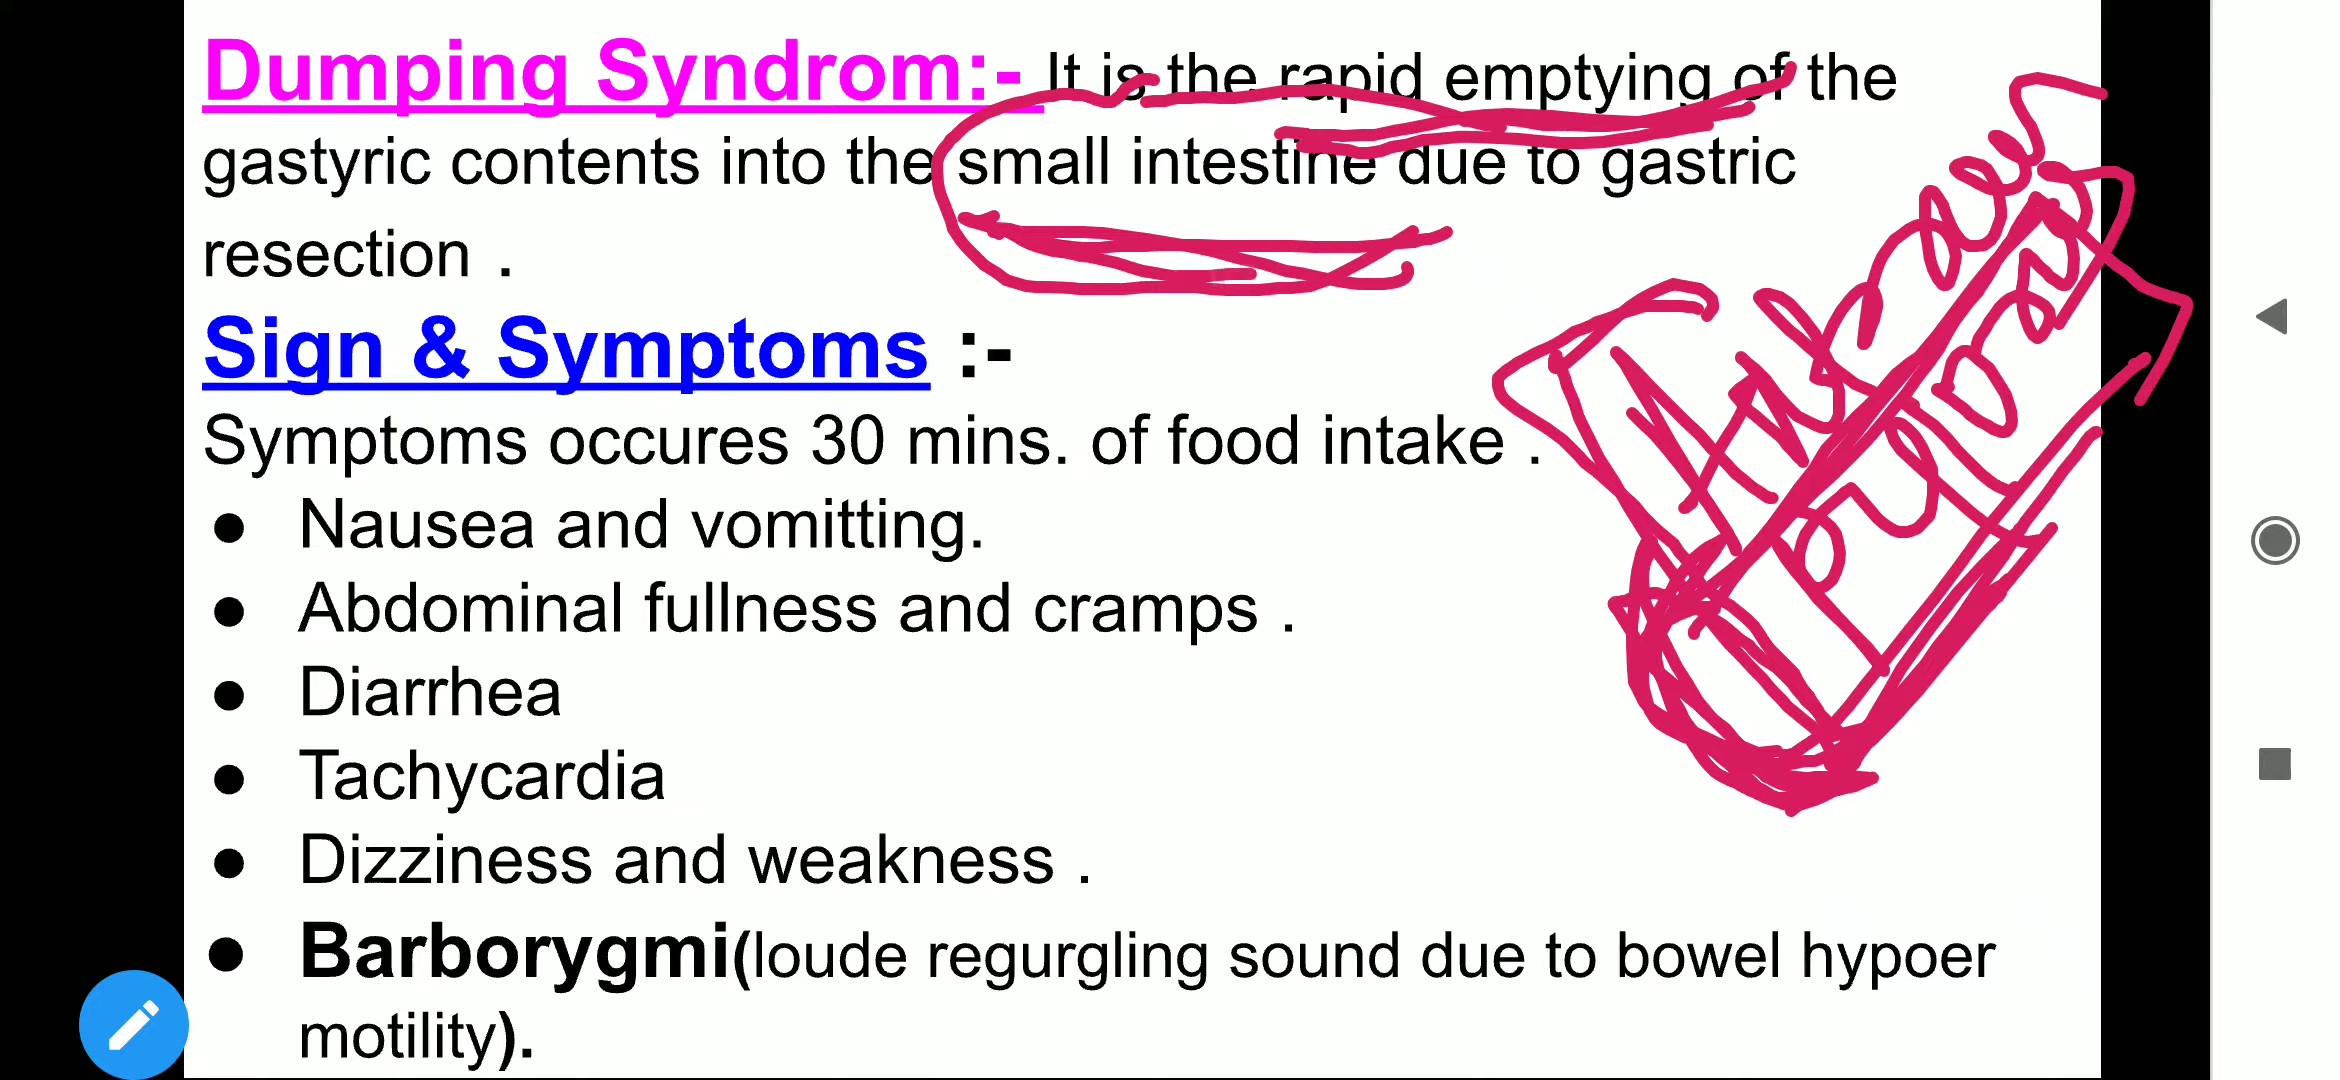 Dumping Syndrom:- It is the rapid emptying of the
gastyric contents into the small intestine due to gastric
resection .
Sign & Symptoms :-
Symptoms occures 30 mins. of food intake .
● Nausea and vomitting.
● Abdominal fullness and cramps .
● Diarrhea
● Tachycardia
● Dizziness and weakness .
● Barborygmi(loude regurgling sound due to bowel hypoer
motility).